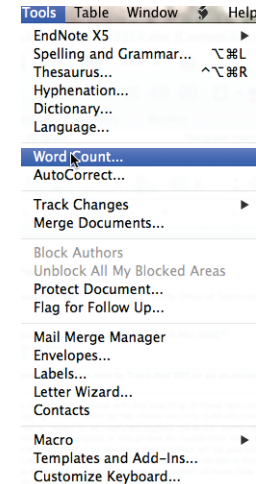 Tools Table Window Help
EndNote X5 ▶
Spelling and Grammar... ⌥⌘L
Thesaurus... ^⌥⌘R
Hyphenation...
Dictionary...
Language...
Word Count...
AutoCorrect...
Track Changes ▶
Merge Documents...
Block Authors
Unblock All My Blocked Areas
Protect Document...
Flag for Follow Up...
Mail Merge Manager
Envelopes...
Labels...
Letter Wizard...
Contacts
Macro ▶
Templates and Add-Ins...
Customize Keyboard...